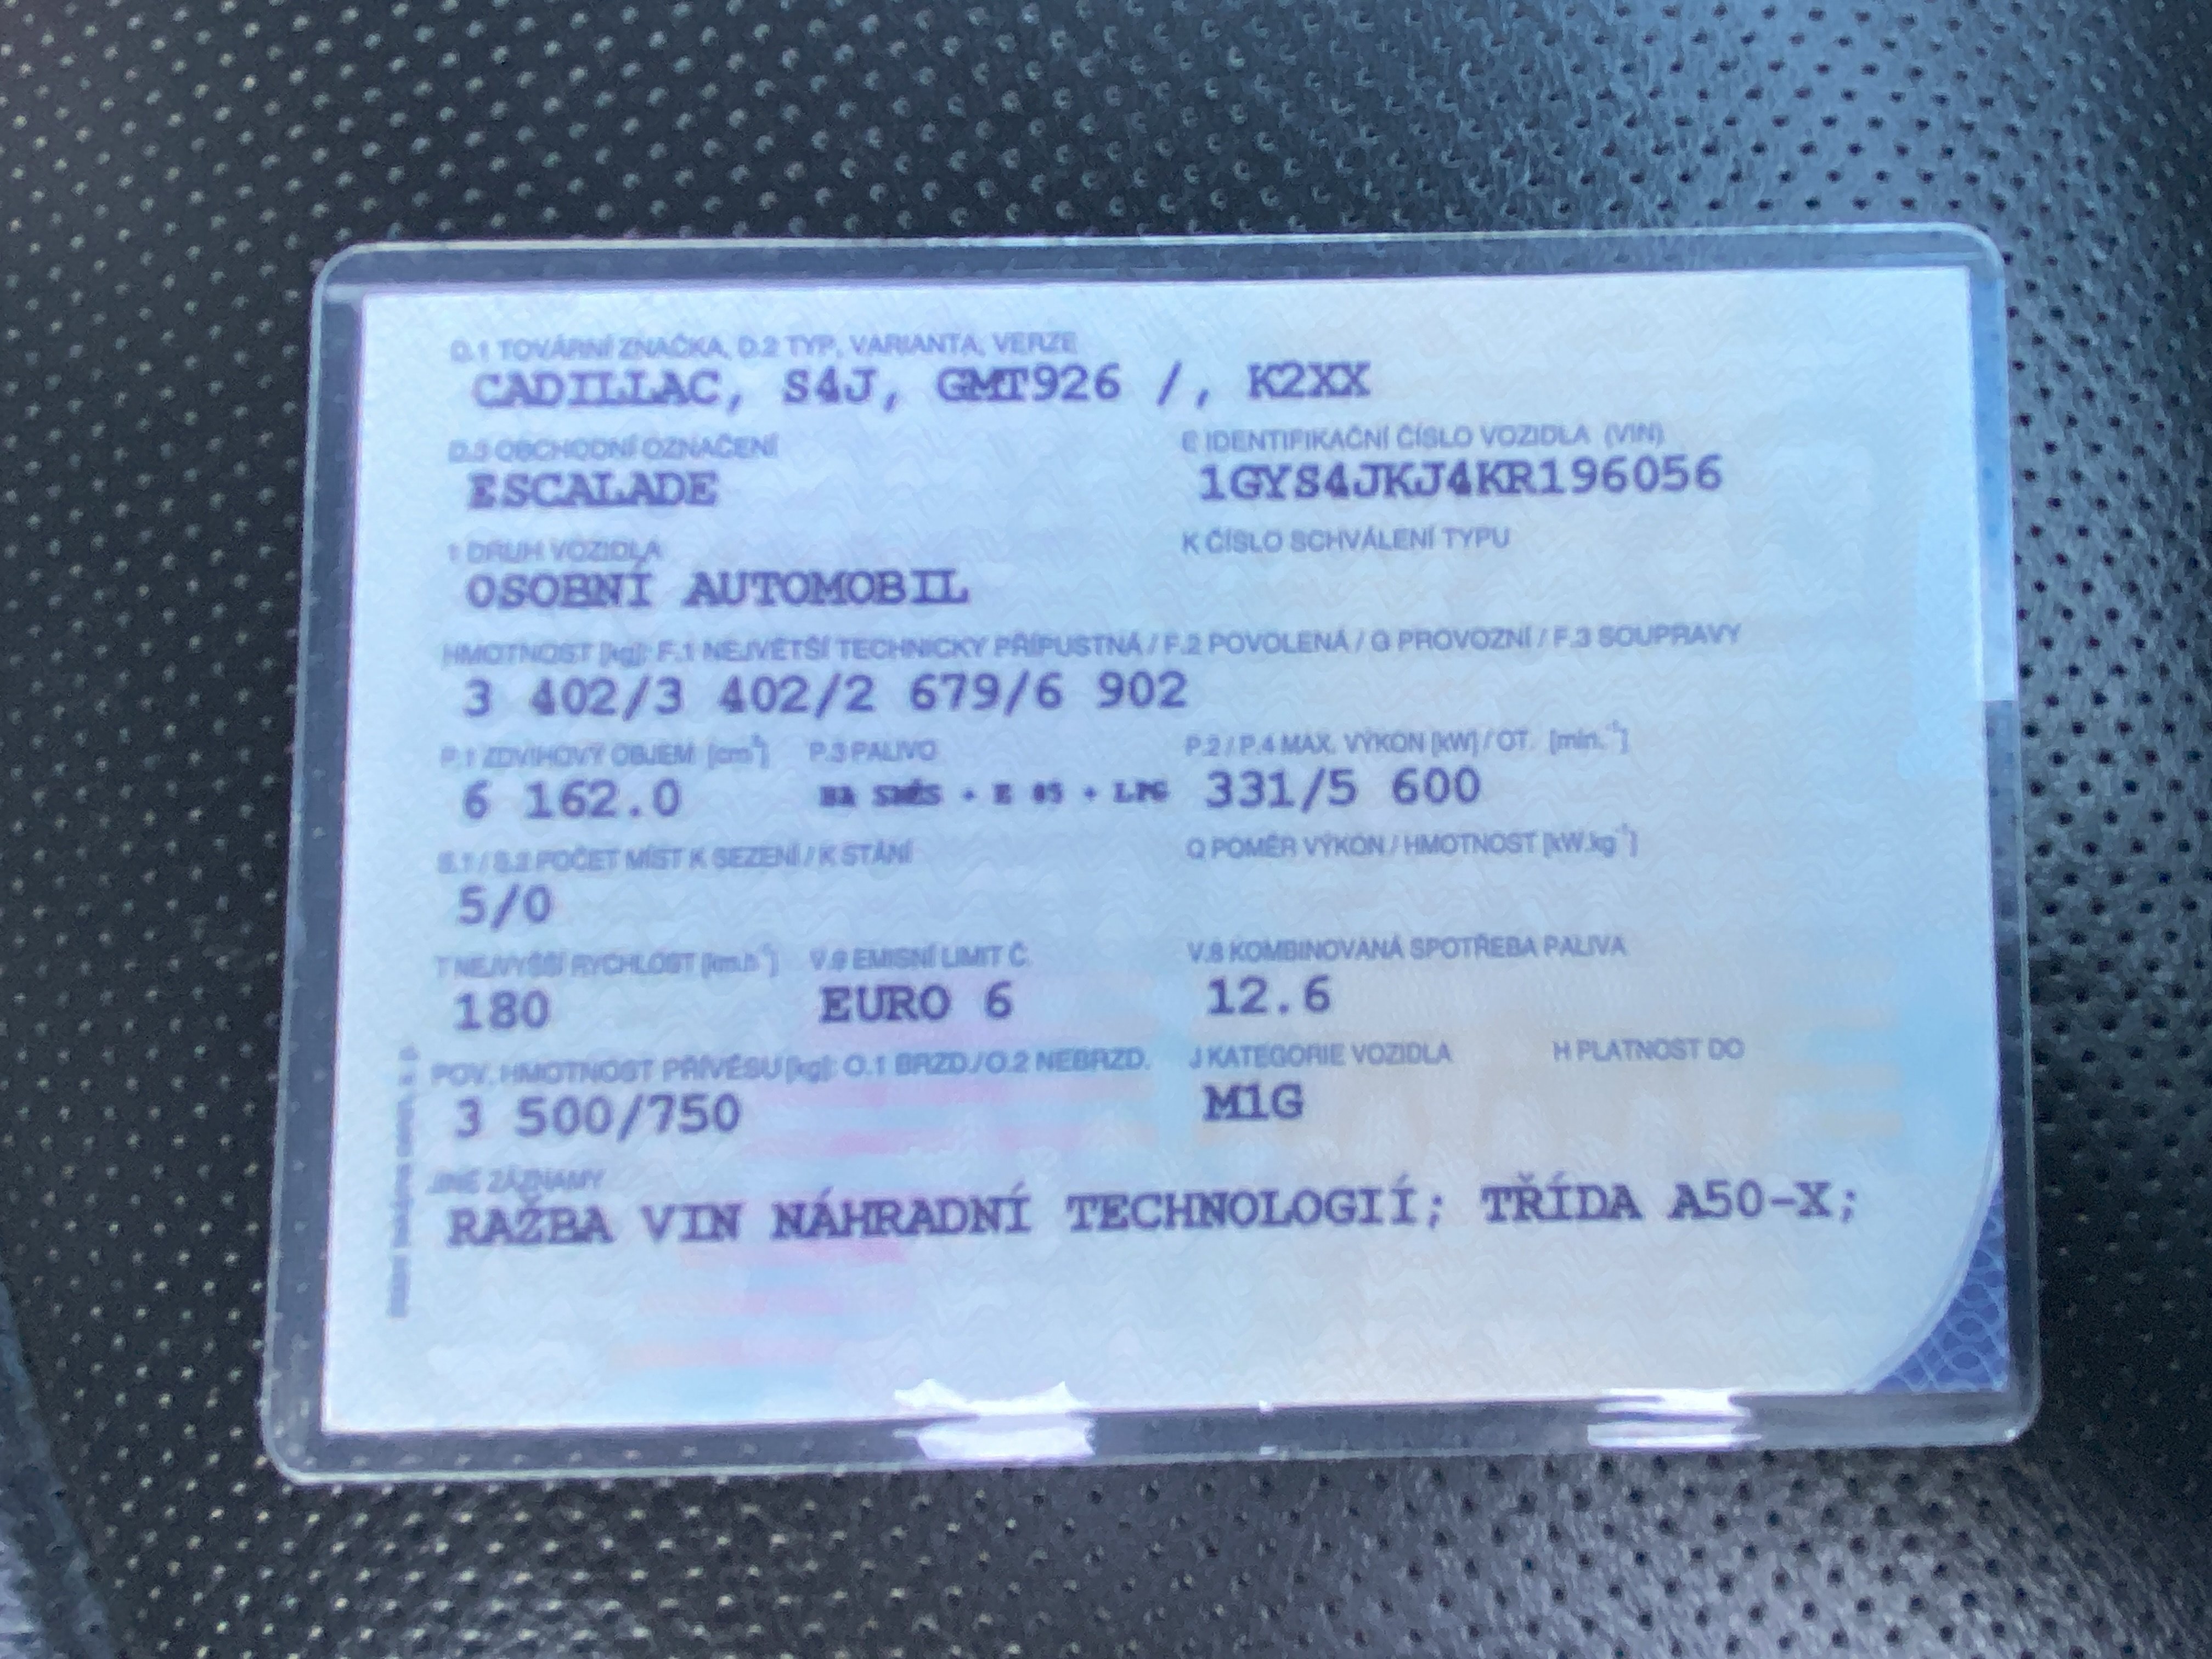 D.1 TOVÁRNÍ ZNAČKA, D.2 TYP, VARIANTA, VERZE
CADILLAC, S4J, GMT926 /, K2XX
D.3 OBCHODNÍ OZNAČENÍ E IDENTIFIKAČNÍ ČÍSLO VOZIDLA (VIN)
ESCALADE 1GYS4JKJ4KR196056
1 DRUH VOZIDLA K ČÍSLO SCHVÁLENÍ TYPU
OSOBNÍ AUTOMOBIL
HMOTNOST [kg]: F.1 NEJVĚTŠÍ TECHNICKY PŘÍPUSTNÁ / F.2 POVOLENÁ / G PROVOZNÍ / F.3 SOUPRAVY
3 402/3 402/2 679/6 902
P.1 ZDVIHOVÝ OBJEM [cm³] P.3 PALIVO P.2 / P.4 MAX. VÝKON [kW] / OT. [min.⁻¹]
6 162.0 BA SMĚS + E 85 + LPG 331/5 600
S.1 / S.2 POČET MÍST K SEZENÍ / K STÁNÍ Q POMĚR VÝKON / HMOTNOST [kW.kg⁻¹]
5/0
T NEJVYŠŠÍ RYCHLOST [km.h⁻¹] V.9 EMISNÍ LIMIT Č. V.8 KOMBINOVANÁ SPOTŘEBA PALIVA
180 EURO 6 12.6
POV. HMOTNOST PŘÍVĚSU [kg]: O.1 BRZD./O.2 NEBRZD. J KATEGORIE VOZIDLA H PLATNOST DO
3 500/750 M1G
JINÉ ZÁZNAMY
RAŽBA VIN NÁHRADNÍ TECHNOLOGIÍ; TŘÍDA A50-X;